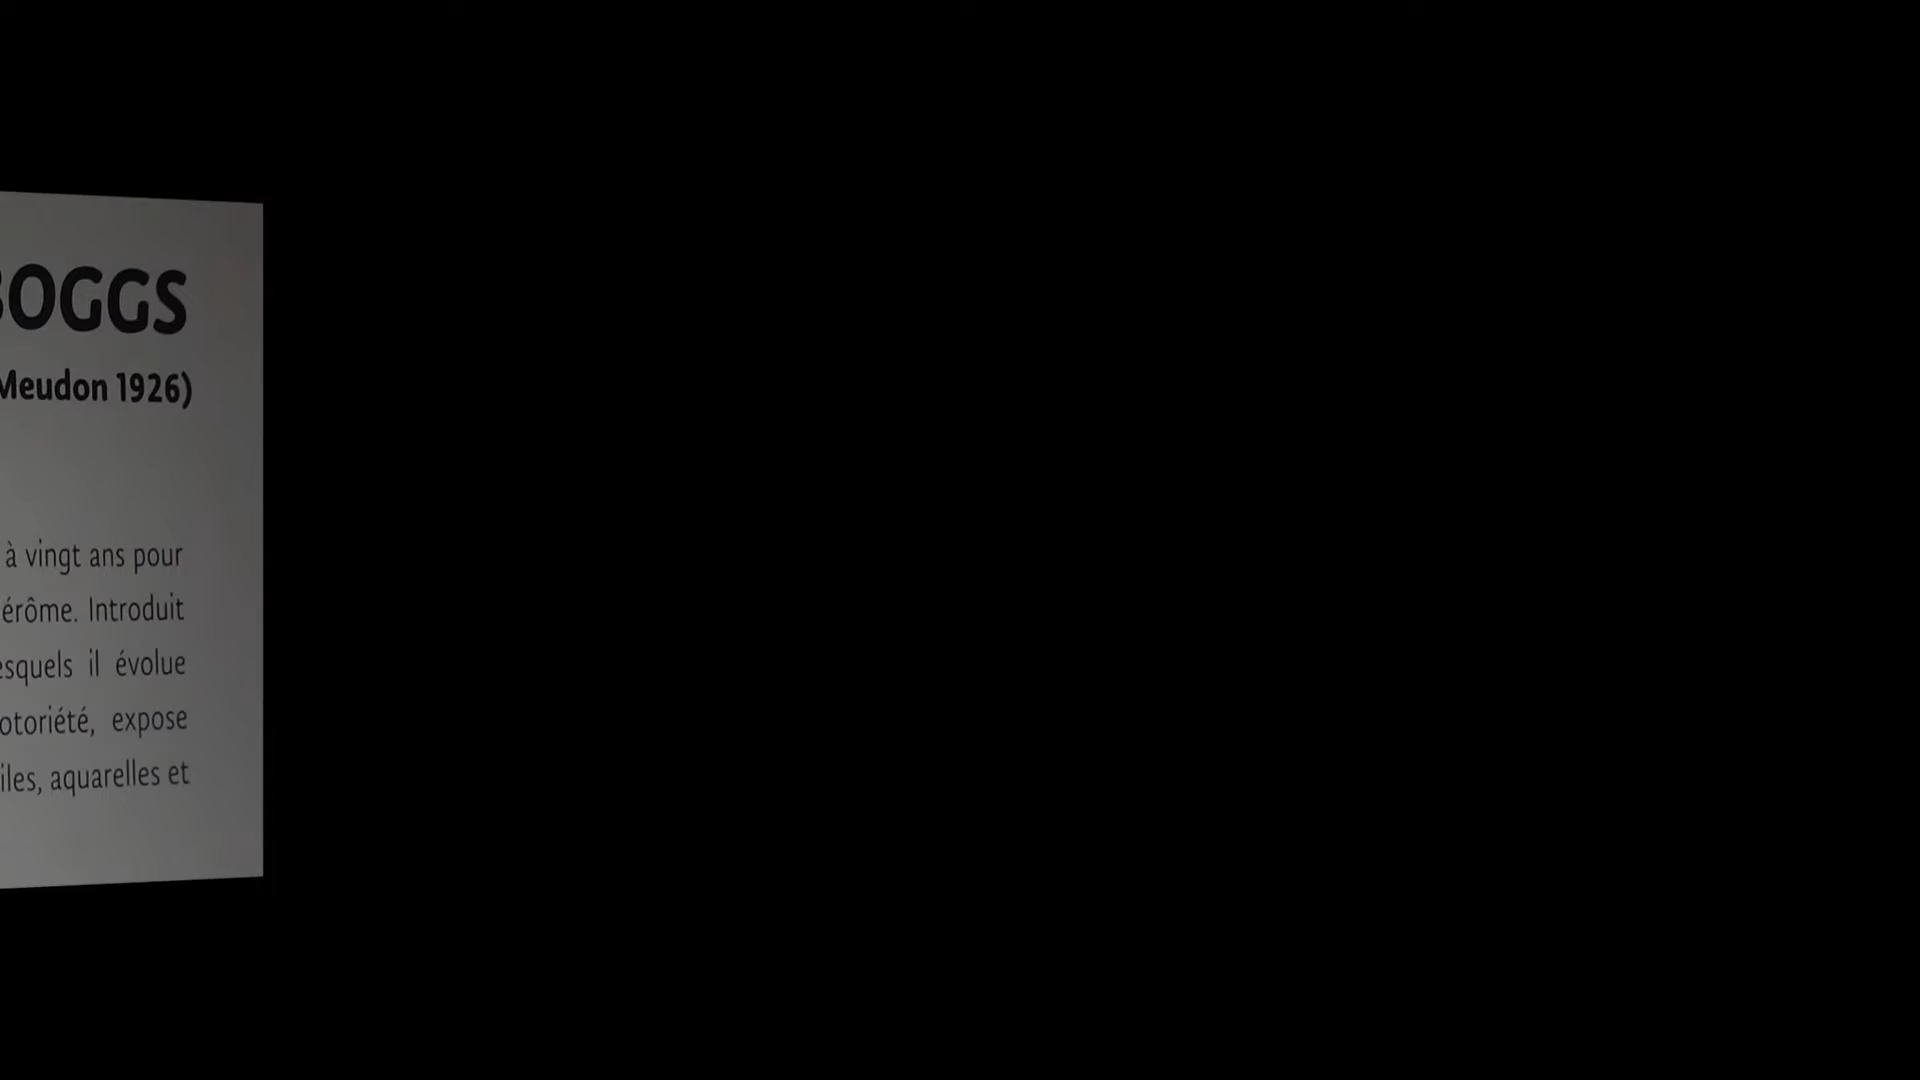 BOGGS
Meudon 1926)
à vingt ans pour
érôme. Introduit
esquels il évolue
otoriété, expose
iles, aquarelles et